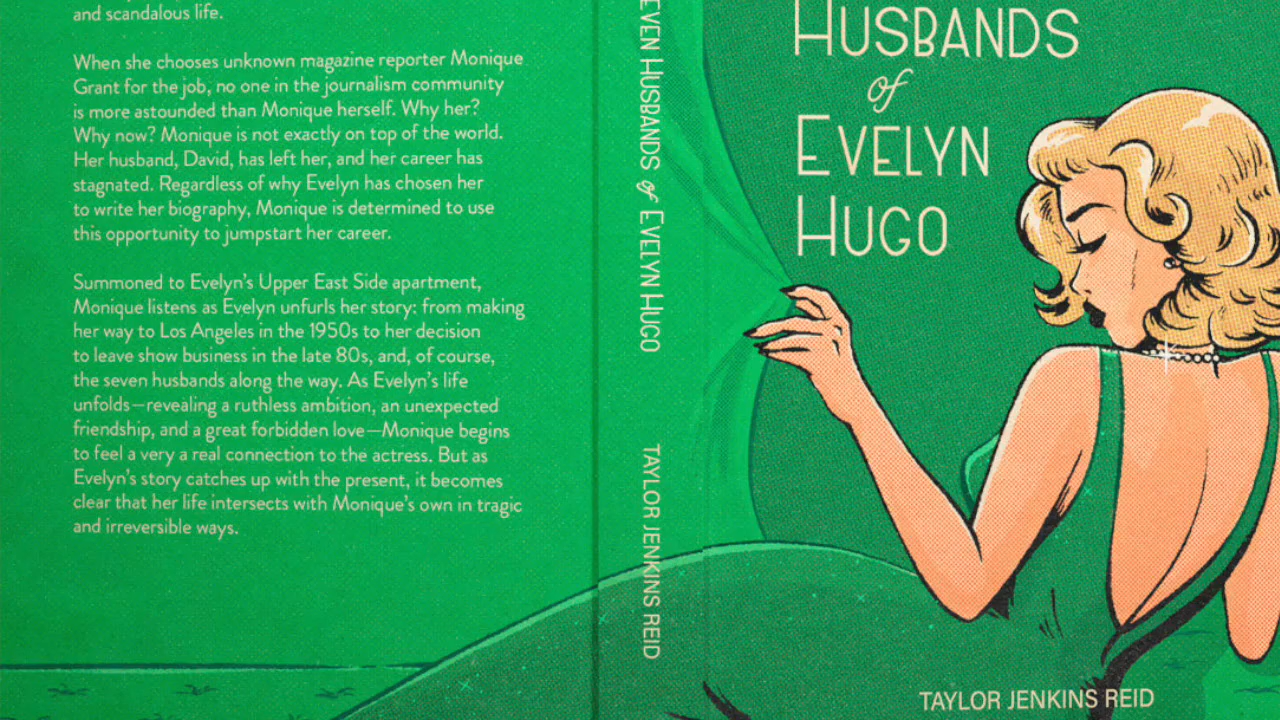 and scandalous life.
When she chooses unknown magazine reporter Monique
Grant for the job, no one in the journalism community
is more astounded than Monique herself. Why her?
Why now? Monique is not exactly on top of the world.
Her husband, David, has left her, and her career has
stagnated. Regardless of why Evelyn has chosen her
to write her biography, Monique is determined to use
this opportunity to jumpstart her career.
Summoned to Evelyn's Upper East Side apartment,
Monique listens as Evelyn unfurls her story: from making
her way to Los Angeles in the 1950s to her decision
to leave show business in the late 80s, and, of course,
the seven husbands along the way. As Evelyn's life
unfolds—revealing a ruthless ambition, an unexpected
friendship, and a great forbidden love—Monique begins
to feel a very a real connection to the actress. But as
Evelyn's story catches up with the present, it becomes
clear that her life intersects with Monique's own in tragic
and irreversible ways.
EVEN HUSBANDS of EVELYN HUGO
TAYLOR JENKINS REID
HUSBANDS
of
EVELYN
HUGO
TAYLOR JENKINS REID